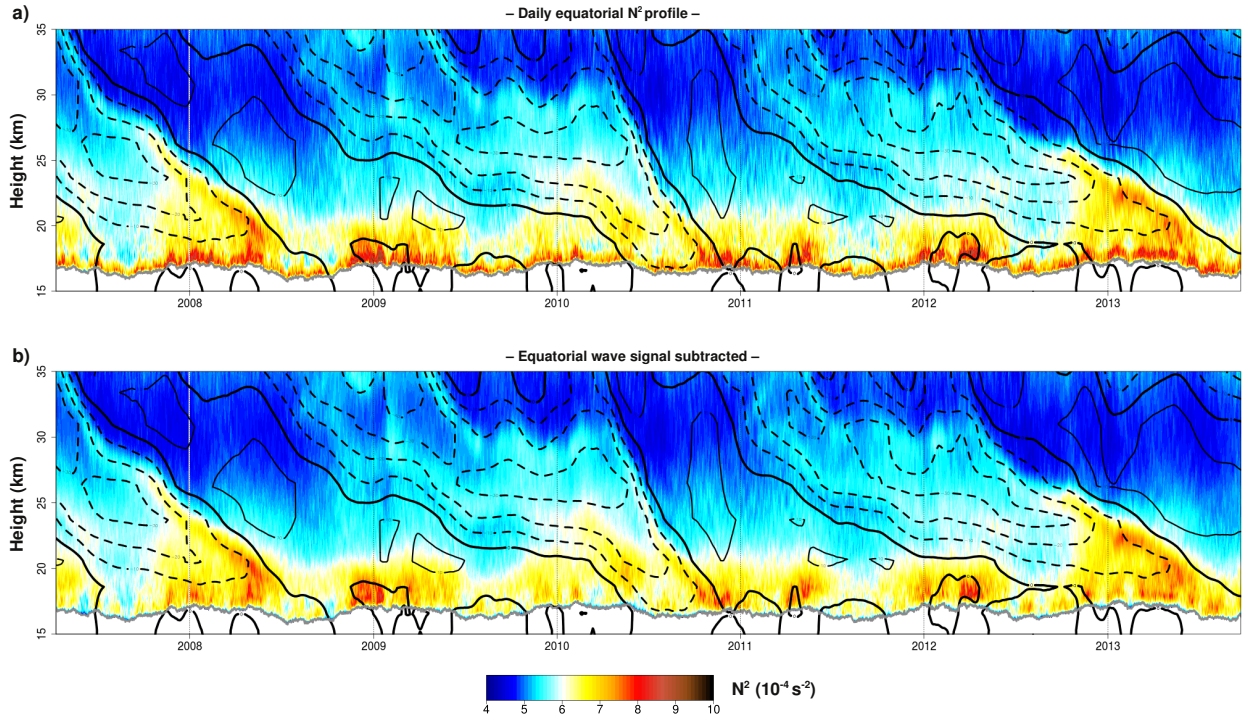 a)
– Daily equatorial N² profile –
Height (km)
35
30
25
20
15
2008
2009
2010
2011
2012
2013
b)
– Equatorial wave signal subtracted –
Height (km)
35
30
25
20
15
2008
2009
2010
2011
2012
2013
4 5 6 7 8 9 10
N² (10⁻⁴ s⁻²)